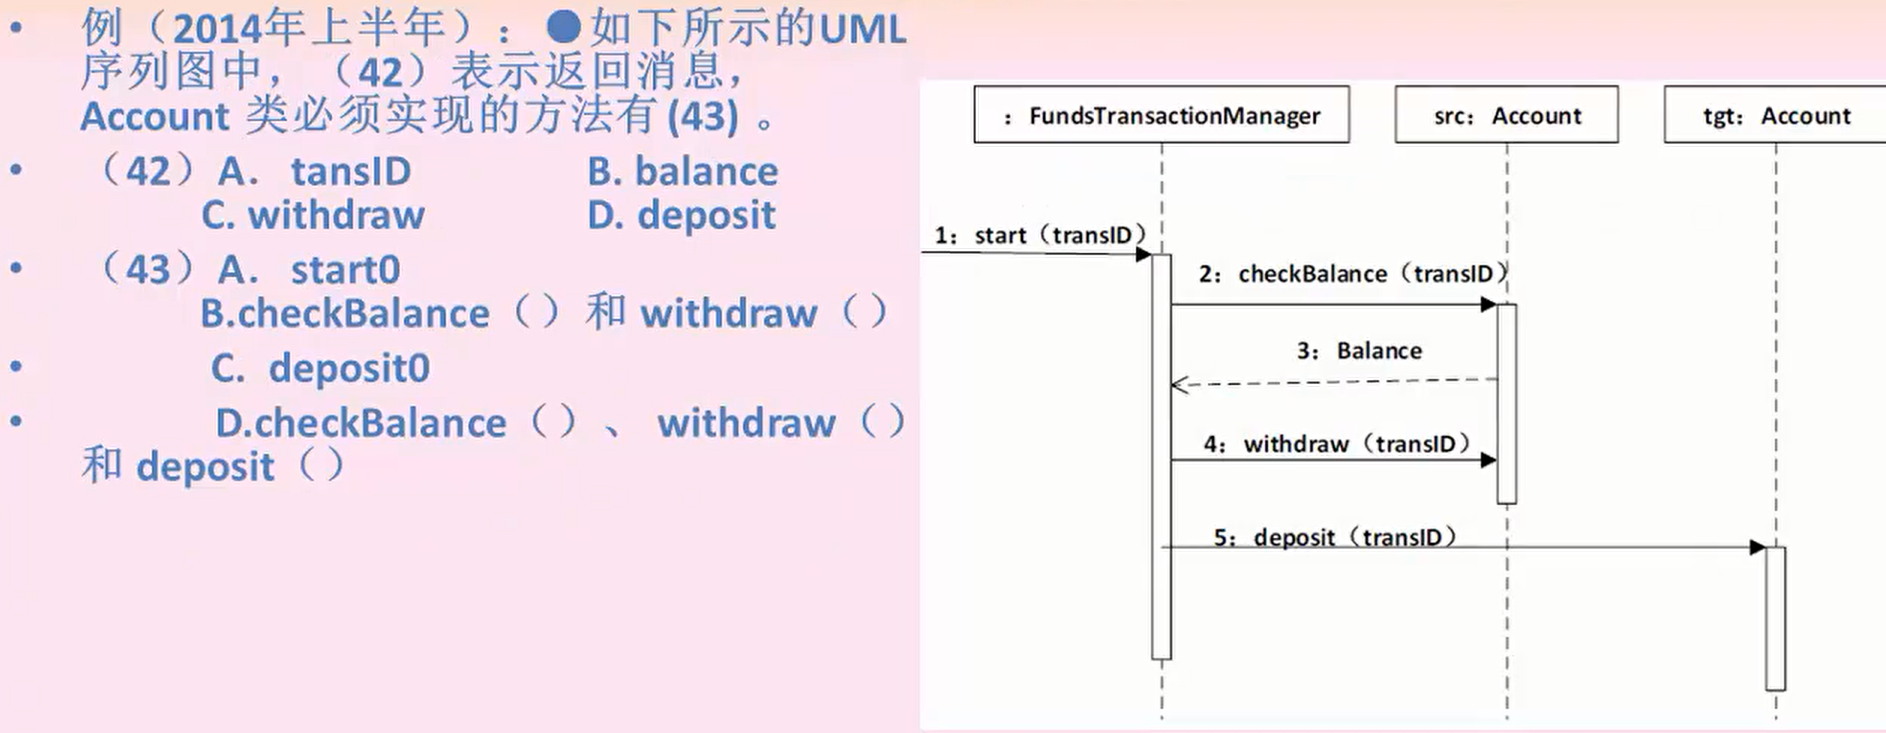 • 例（2014年上半年）：●如下所示的UML
序列图中，（42）表示返回消息，
Account 类必须实现的方法有 (43) 。
• （42）A. tansID B. balance
C. withdraw D. deposit
• （43）A. start0
B.checkBalance（）和 withdraw（）
• C. deposit0
• D.checkBalance（）、 withdraw（）
和 deposit（）
：FundsTransactionManager
src：Account
tgt：Account
1：start（transID）
2：checkBalance（transID）
3：Balance
4：withdraw（transID）
5：deposit（transID）